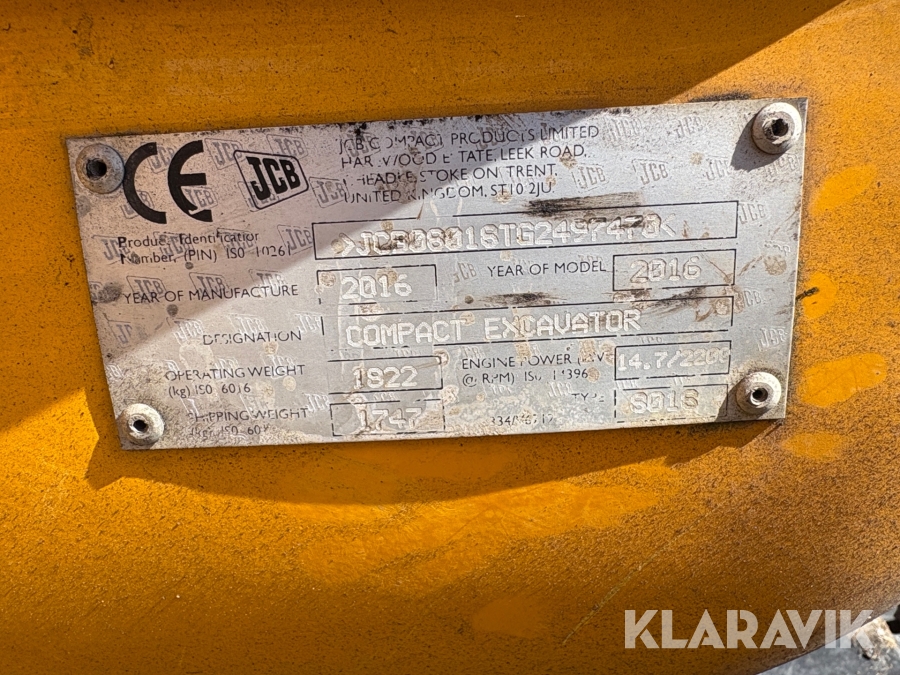 CE
JCB
JCB COMPACT PRODUCTS LIMITED
HAREWOOD ESTATE, LEEK ROAD,
CHEADLE, STOKE ON TRENT,
UNITED KINGDOM, ST10 2JU
Product Identification
Number (PIN) ISO 10261
YEAR OF MANUFACTURE 2016 YEAR OF MODEL 2016
DESIGNATION COMPACT EXCAVATOR
OPERATING WEIGHT
(kg) ISO 6016
1822
ENGINE POWER (kW
@ RPM) ISO 14396
14.7/2200
SHIPPING WEIGHT
1747
TYPE 8018
KLARAVIK